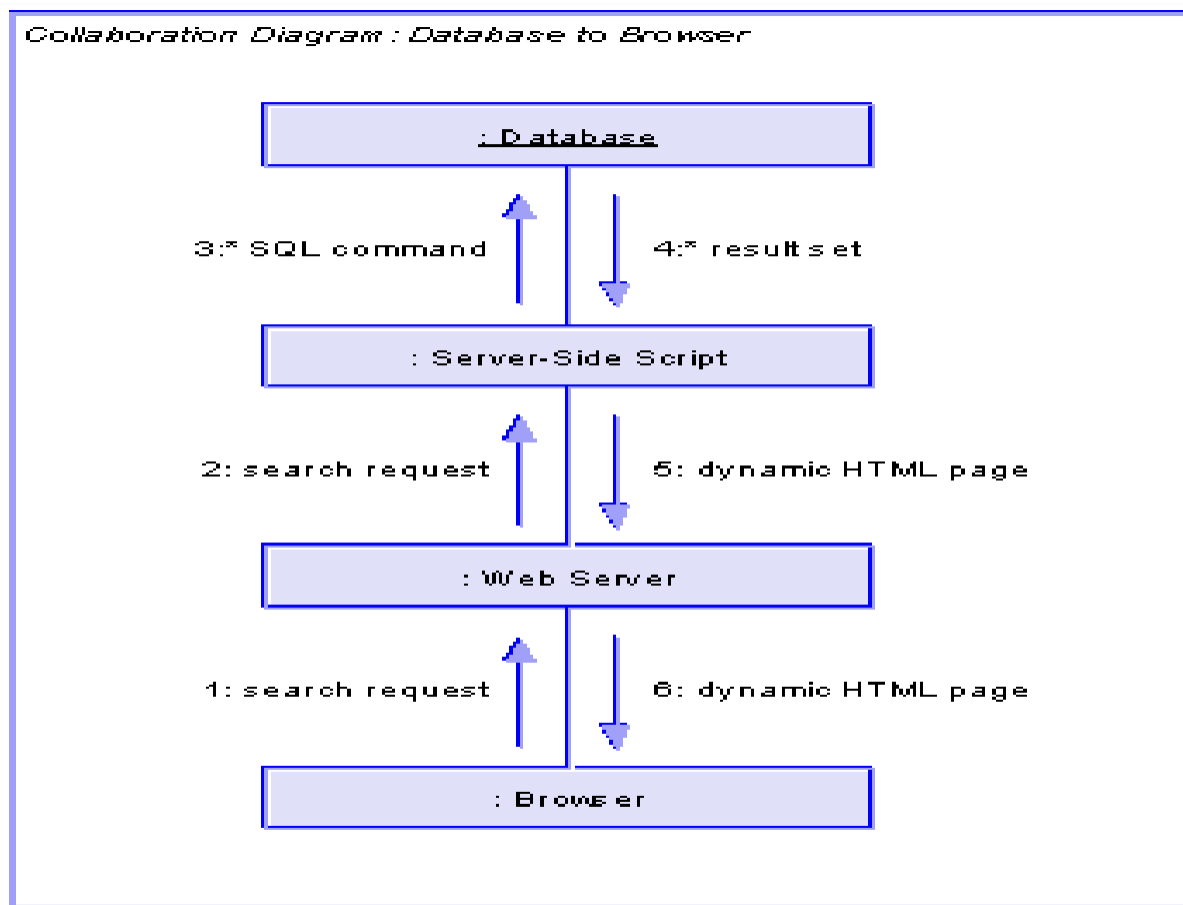 Collaboration Diagram : Database to Browser
: Database
3:* SQL command
4:* result set
: Server-Side Script
2: search request
5: dynamic HTML page
: Web Server
1: search request
6: dynamic HTML page
: Browser